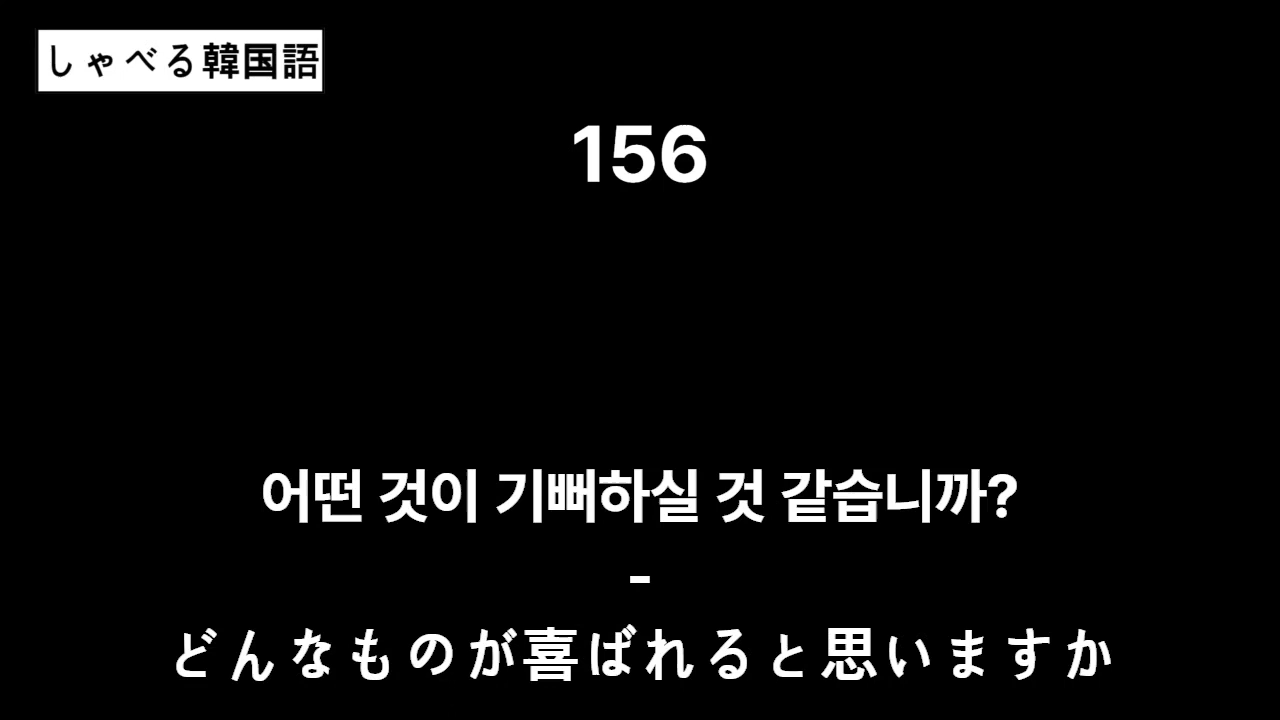 しゃべる韓国語
156
어떤 것이 기뻐하실 것 같습니까?
-
どんなものが喜ばれると思いますか